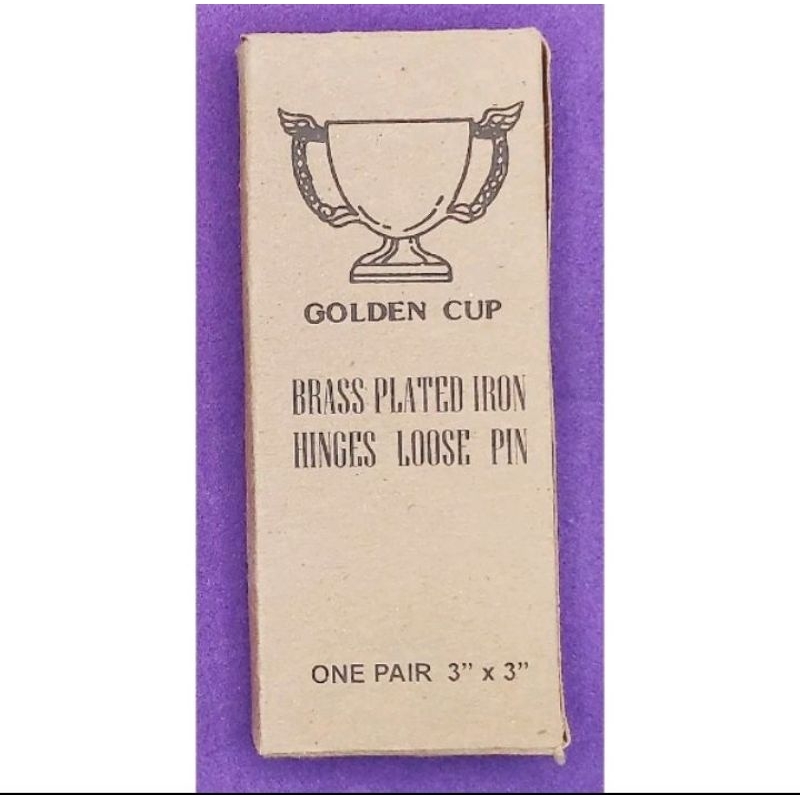 GOLDEN CUP
BRASS PLATED IRON
HINGES LOOSE PIN
ONE PAIR 3” x 3”